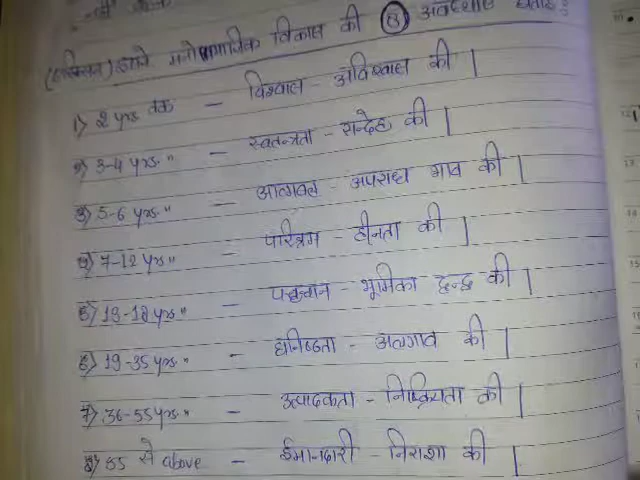 (इरिक्सन) इसने मनोसामाजिक विकास की ⑧ अवस्थाएं बताई :
1) 2 yrs तक – विश्वास - अविश्वास की |
2) 3-4 yrs " – स्वतन्त्रता - सन्देह की |
3) 5-6 yrs " – आत्मबल - अपराध भाव की |
4) 7-12 yrs " – परिश्रम हीनता की |
5) 13-18 yrs " – पहचान - भूमिका द्वन्द्व की |
6) 19-35 yrs " – घनिष्ठता - अलगाव की |
7) 36-55 yrs " – उत्पादकता - निष्क्रियता की |
8) 55 से above – ईमानदारी - निराशा की |